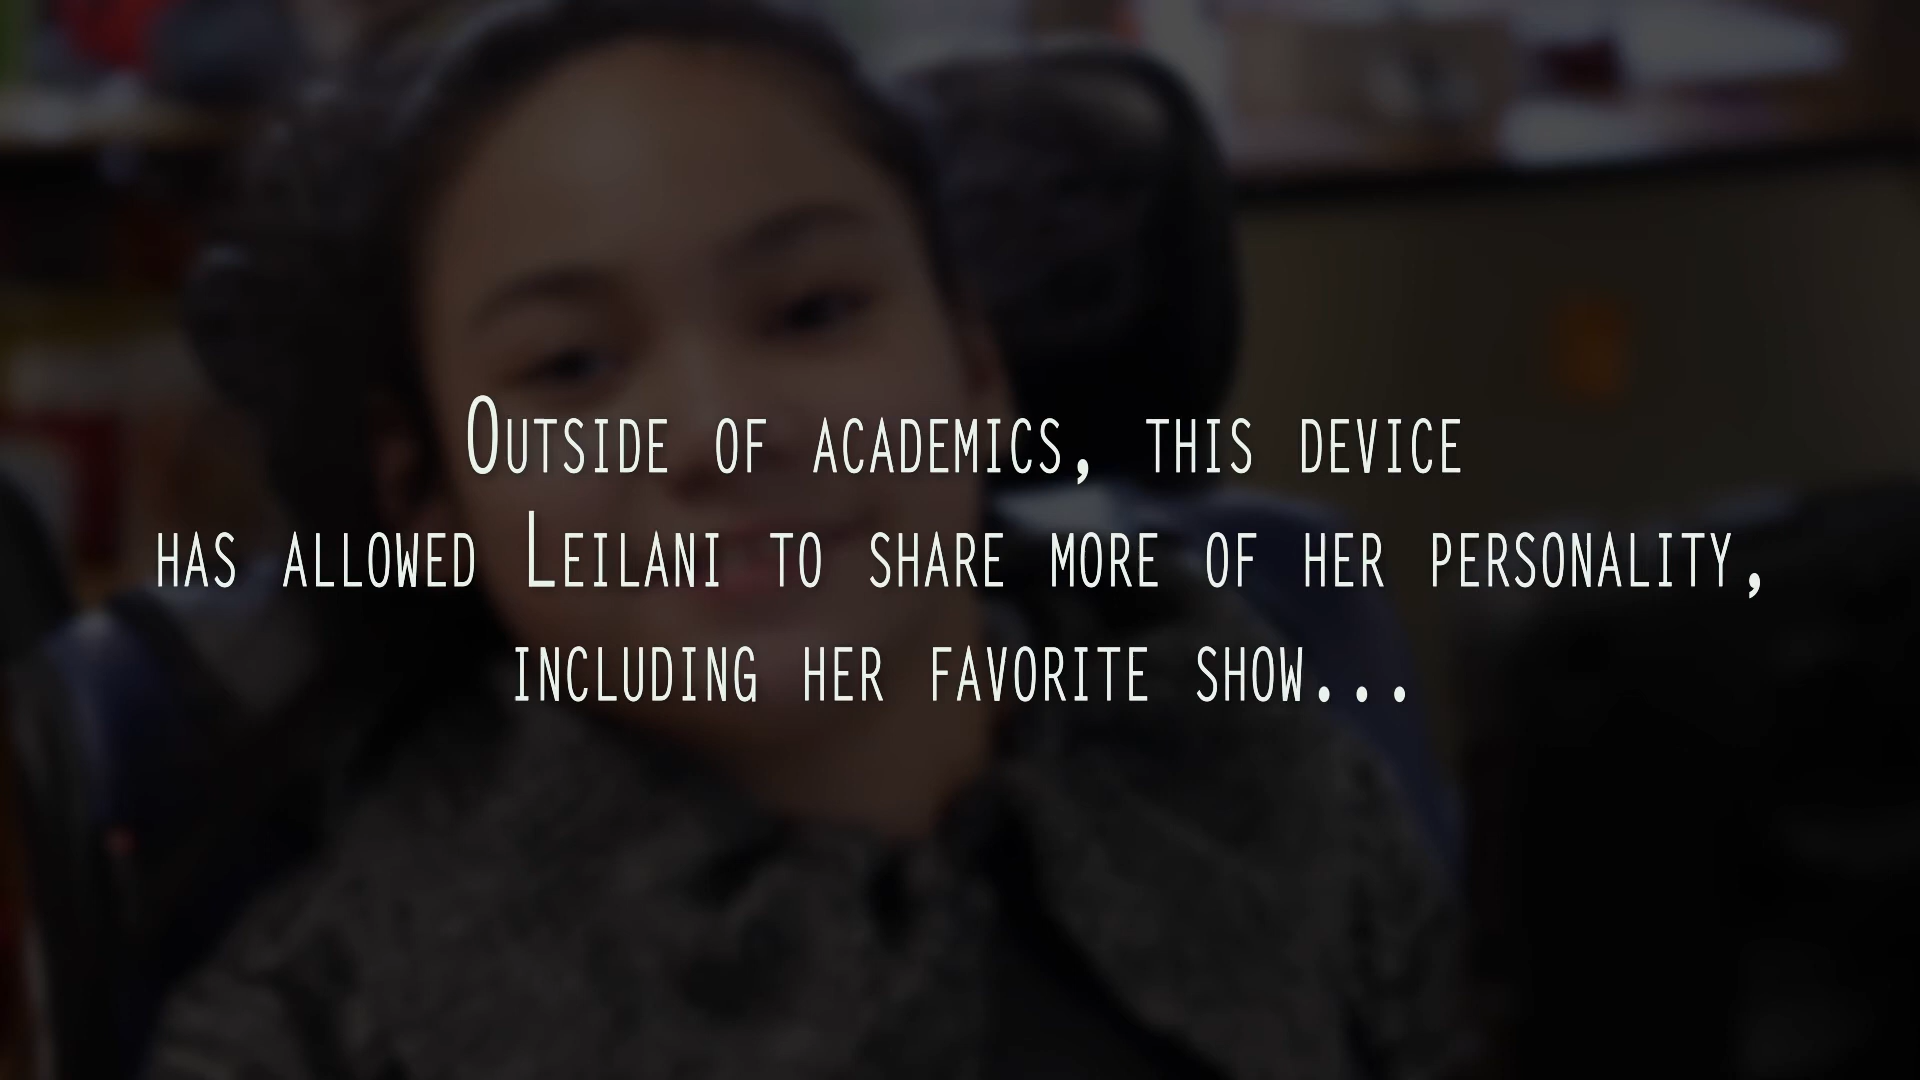 Outside of academics, this device
has allowed Leilani to share more of her personality,
including her favorite show...